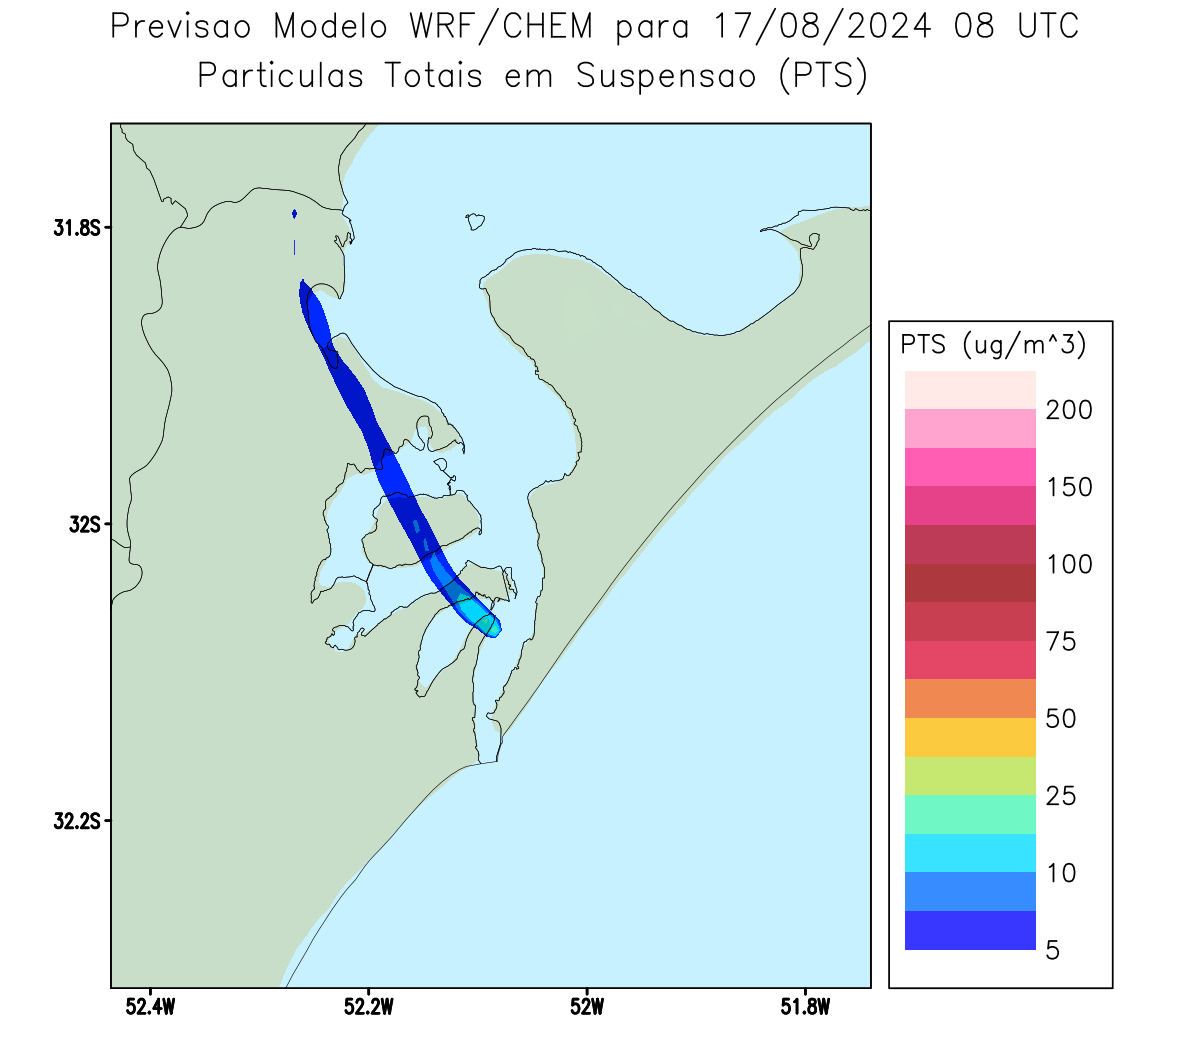 Previsao Modelo WRF/CHEM para 17/08/2024 08 UTC
Particulas Totais em Suspensao (PTS)
31.8S
32S
32.2S
52.4W
52.2W
52W
51.8W
PTS (ug/m^3)
200
150
100
75
50
25
10
5